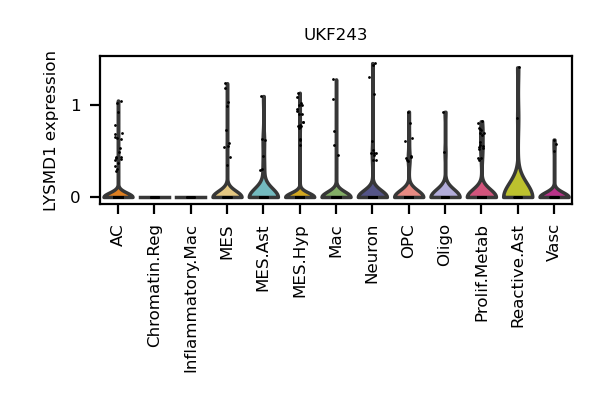 UKF243
LYSMD1 expression
1
0
AC
Chromatin.Reg
Inflammatory.Mac
MES
MES.Ast
MES.Hyp
Mac
Neuron
OPC
Oligo
Prolif.Metab
Reactive.Ast
Vasc